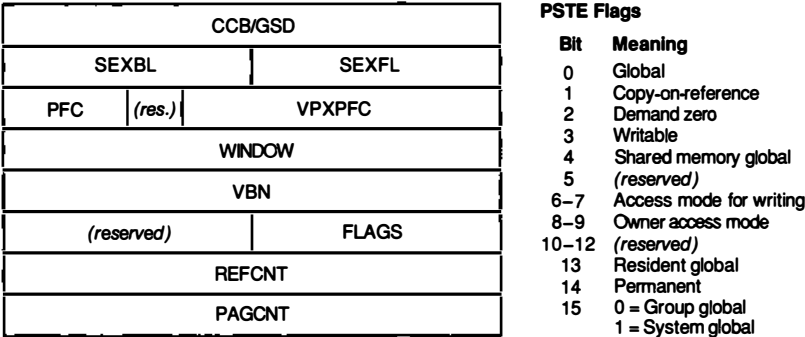 CCB/GSD
SEXBL SEXFL
PFC (res.) VPXPFC
WINDOW
VBN
(reserved) FLAGS
REFCNT
PAGCNT
PSTE Flags
Bit Meaning
0 Global
1 Copy-on-reference
2 Demand zero
3 Writable
4 Shared memory global
5 (reserved)
6–7 Access mode for writing
8–9 Owner access mode
10–12 (reserved)
13 Resident global
14 Permanent
15 0 = Group global
1 = System global